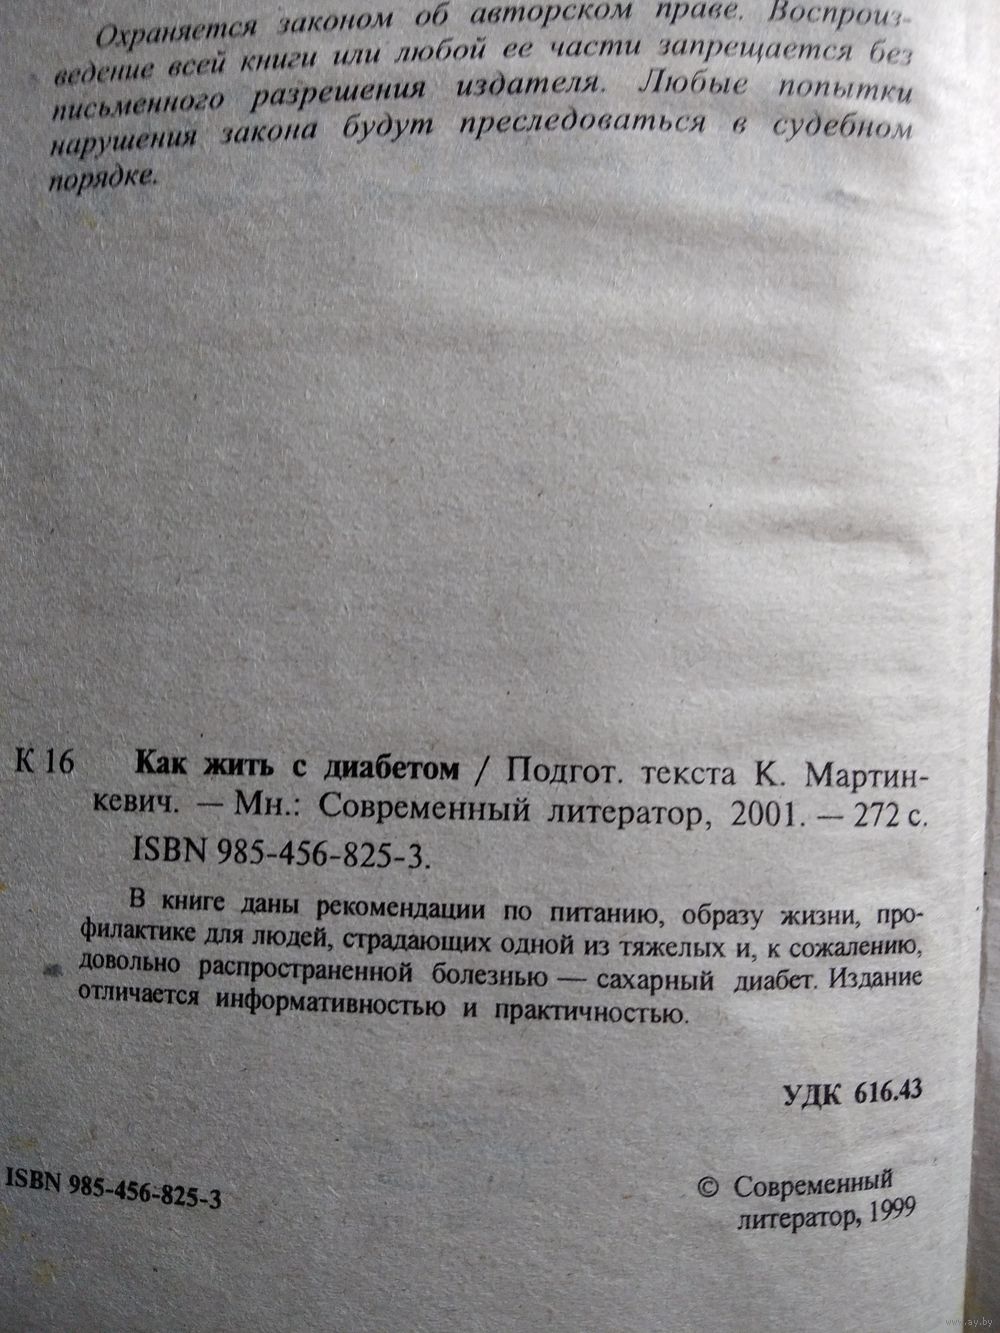 Охраняется законом об авторском праве. Воспроиз-
ведение всей книги или любой ее части запрещается без
письменного разрешения издателя. Любые попытки
нарушения закона будут преследоваться в судебном
порядке.
К 16 Как жить с диабетом / Подгот. текста К. Мартин-
кевич. — Мн.: Современный литератор, 2001. — 272 с.
ISBN 985-456-825-3.
В книге даны рекомендации по питанию, образу жизни, про-
филактике для людей, страдающих одной из тяжелых и, к сожалению,
довольно распространенной болезнью — сахарный диабет. Издание
отличается информативностью и практичностью.
УДК 616.43
ISBN 985-456-825-3
© Современный
литератор, 1999
www.ay.by